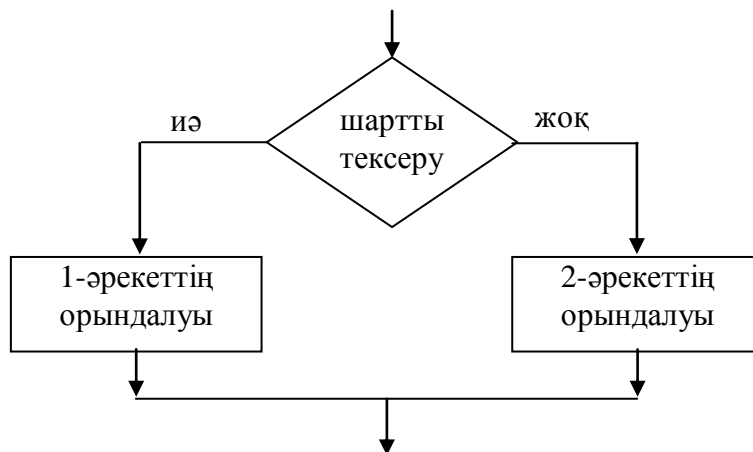 шартты
тексеру
иә
жоқ
1-әрекеттің
орындалуы
2-әрекеттің
орындалуы